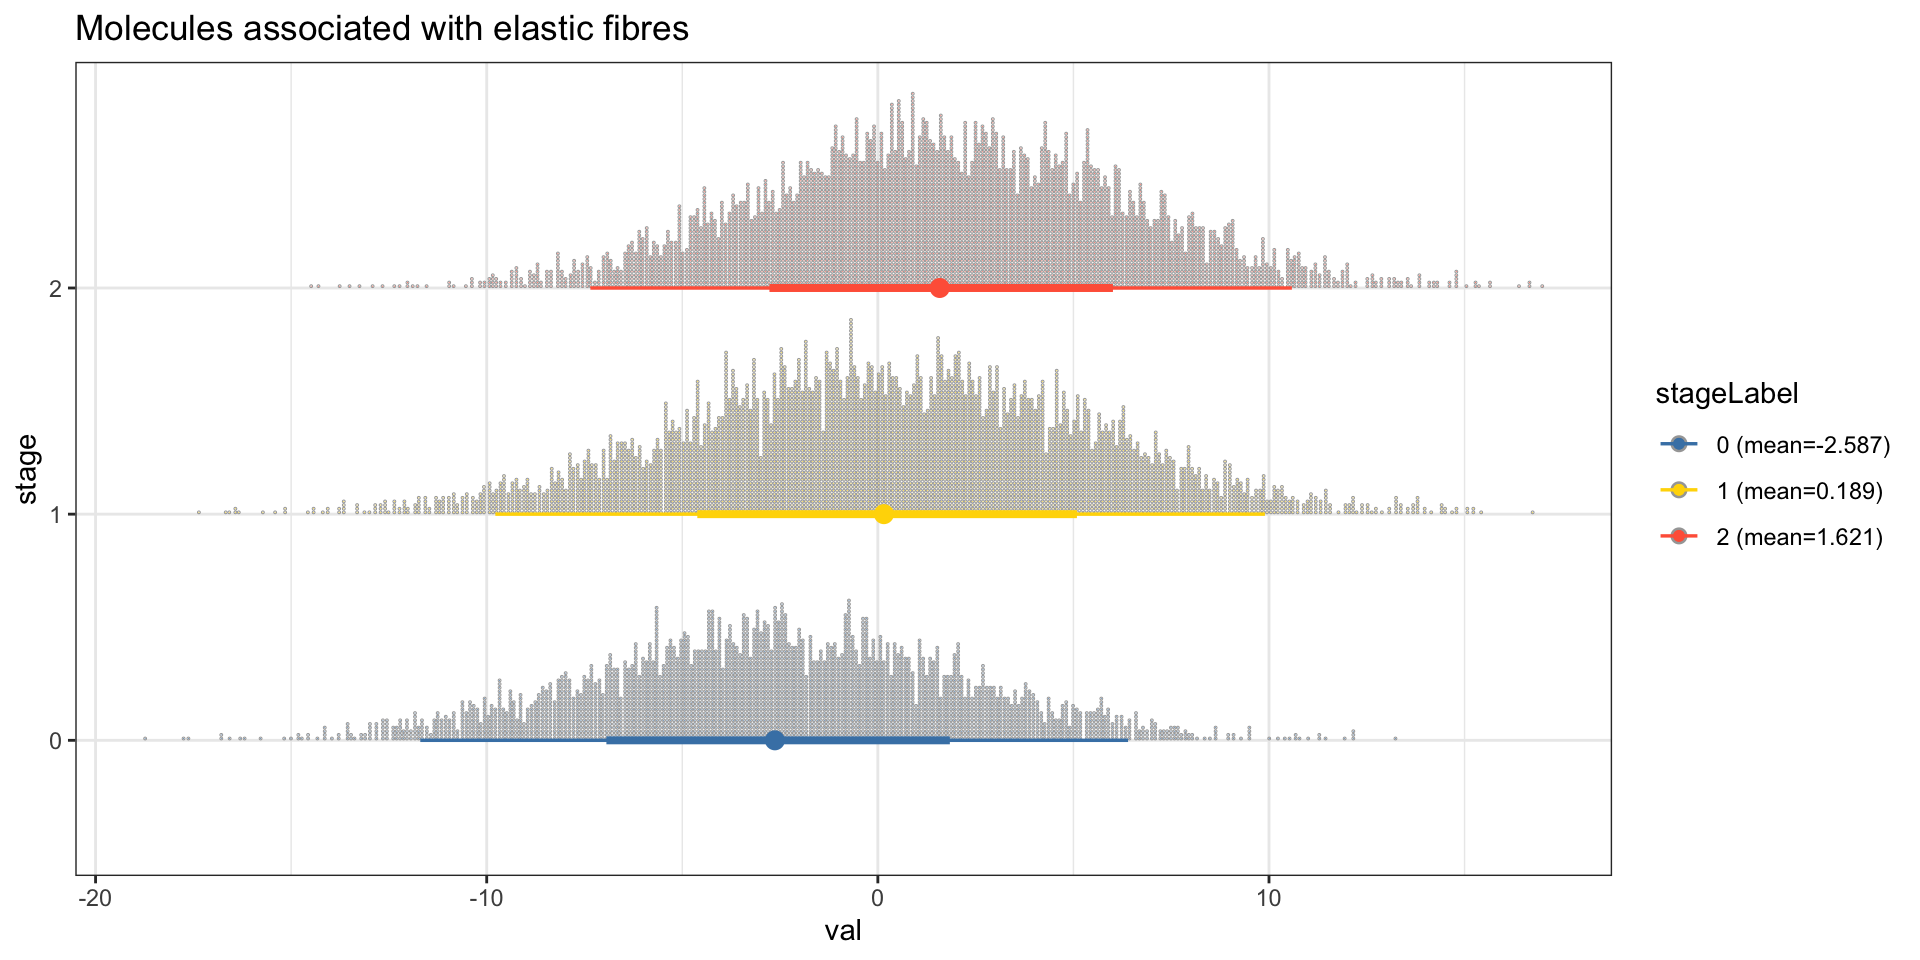 Molecules associated with elastic fibres
stage
2
1
0
-20 -10 0 10
val
stageLabel
0 (mean=-2.587)
1 (mean=0.189)
2 (mean=1.621)